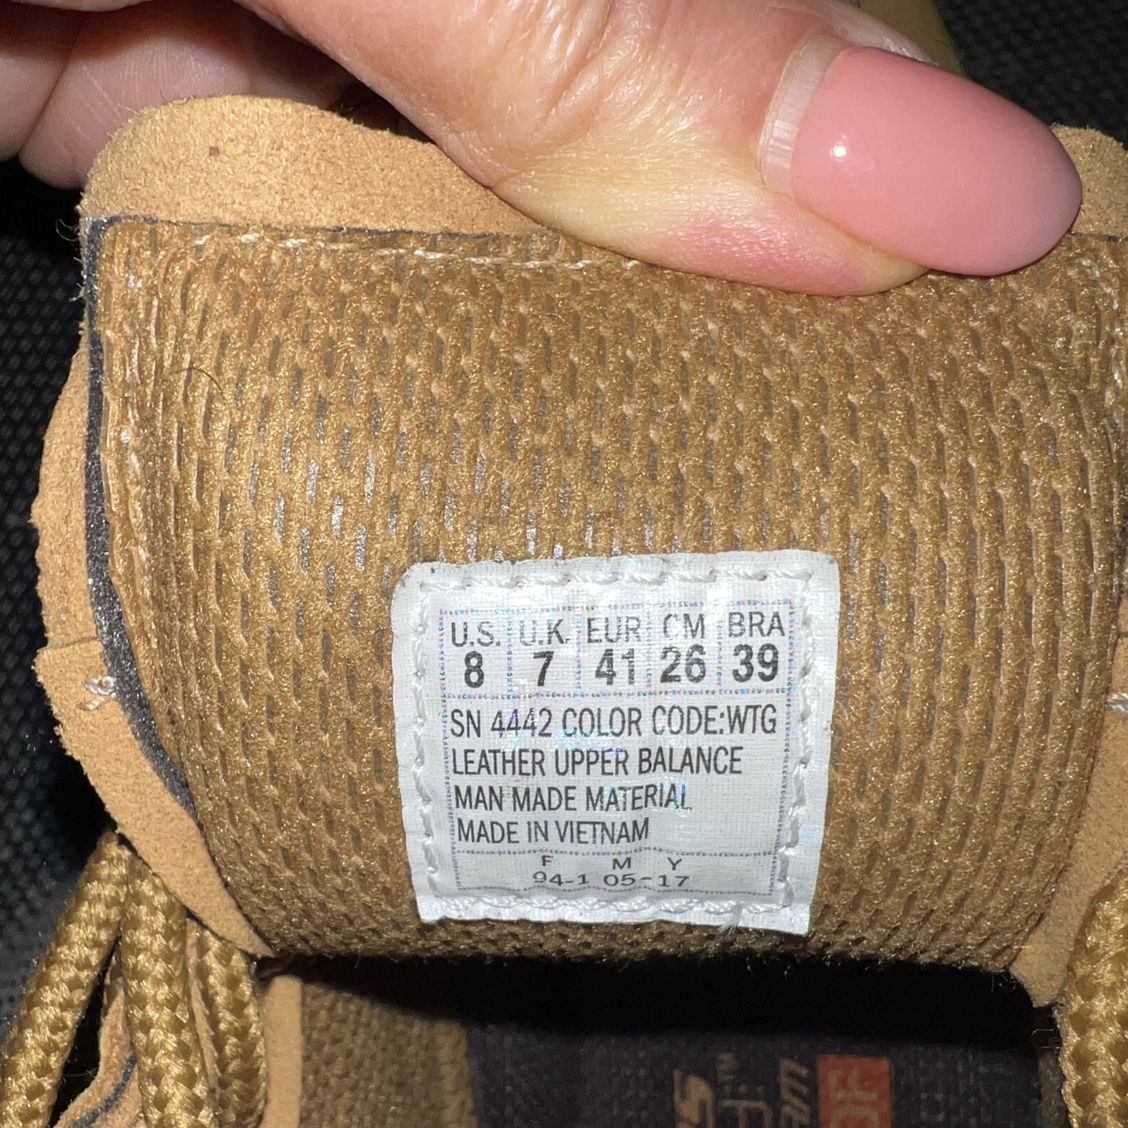 U.S. U.K. EUR CM BRA
8 7 41 26 39
SN 4442 COLOR CODE:WTG
LEATHER UPPER BALANCE
MAN MADE MATERIAL
MADE IN VIETNAM
F M Y
94-1 05-17